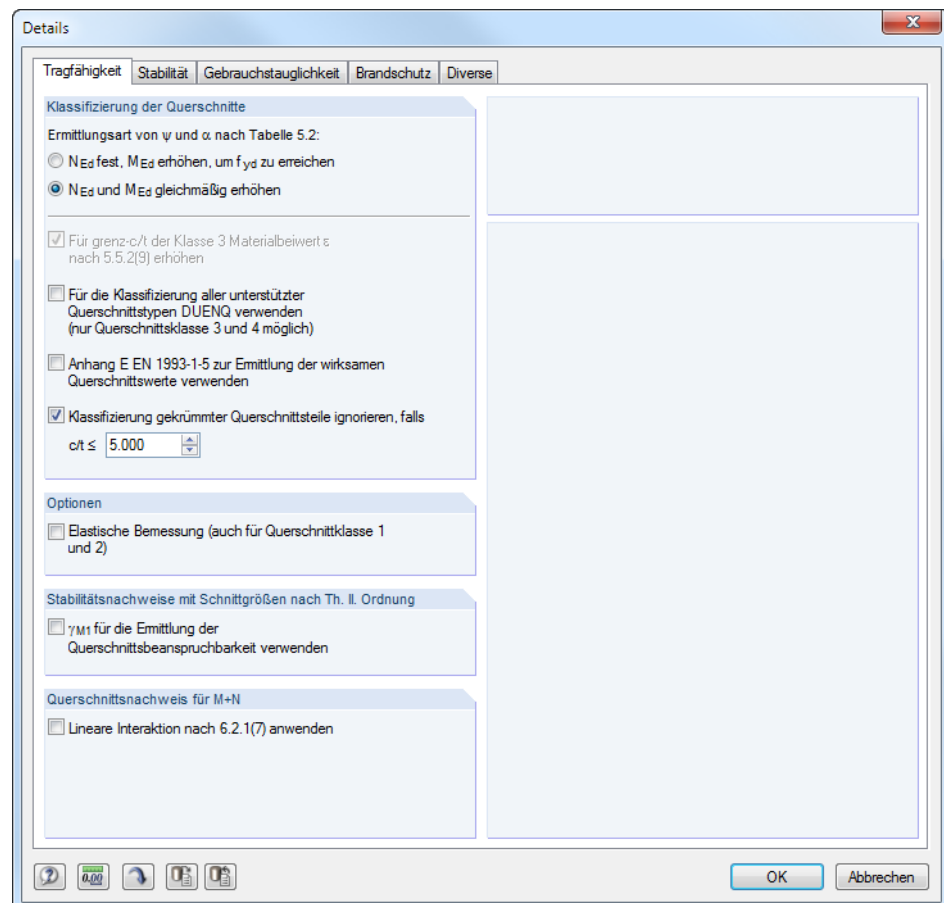 Details
Tragfähigkeit Stabilität Gebrauchstauglichkeit Brandschutz Diverse
Klassifizierung der Querschnitte
Ermittlungsart von ψ und α nach Tabelle 5.2:
NEd fest, MEd erhöhen, um fyd zu erreichen
NEd und MEd gleichmäßig erhöhen
Für grenz-c/t der Klasse 3 Materialbeiwert ε
nach 5.5.2(9) erhöhen
Für die Klassifizierung aller unterstützter
Querschnittstypen DUENQ verwenden
(nur Querschnittsklasse 3 und 4 möglich)
Anhang E EN 1993-1-5 zur Ermittlung der wirksamen
Querschnittswerte verwenden
Klassifizierung gekrümmter Querschnittsteile ignorieren, falls
c/t ≤ 5.000
Optionen
Elastische Bemessung (auch für Querschnittklasse 1
und 2)
Stabilitätsnachweise mit Schnittgrößen nach Th. II. Ordnung
γM1 für die Ermittlung der
Querschnittsbeanspruchbarkeit verwenden
Querschnittsnachweis für M+N
Lineare Interaktion nach 6.2.1(7) anwenden
0.00 OK Abbrechen